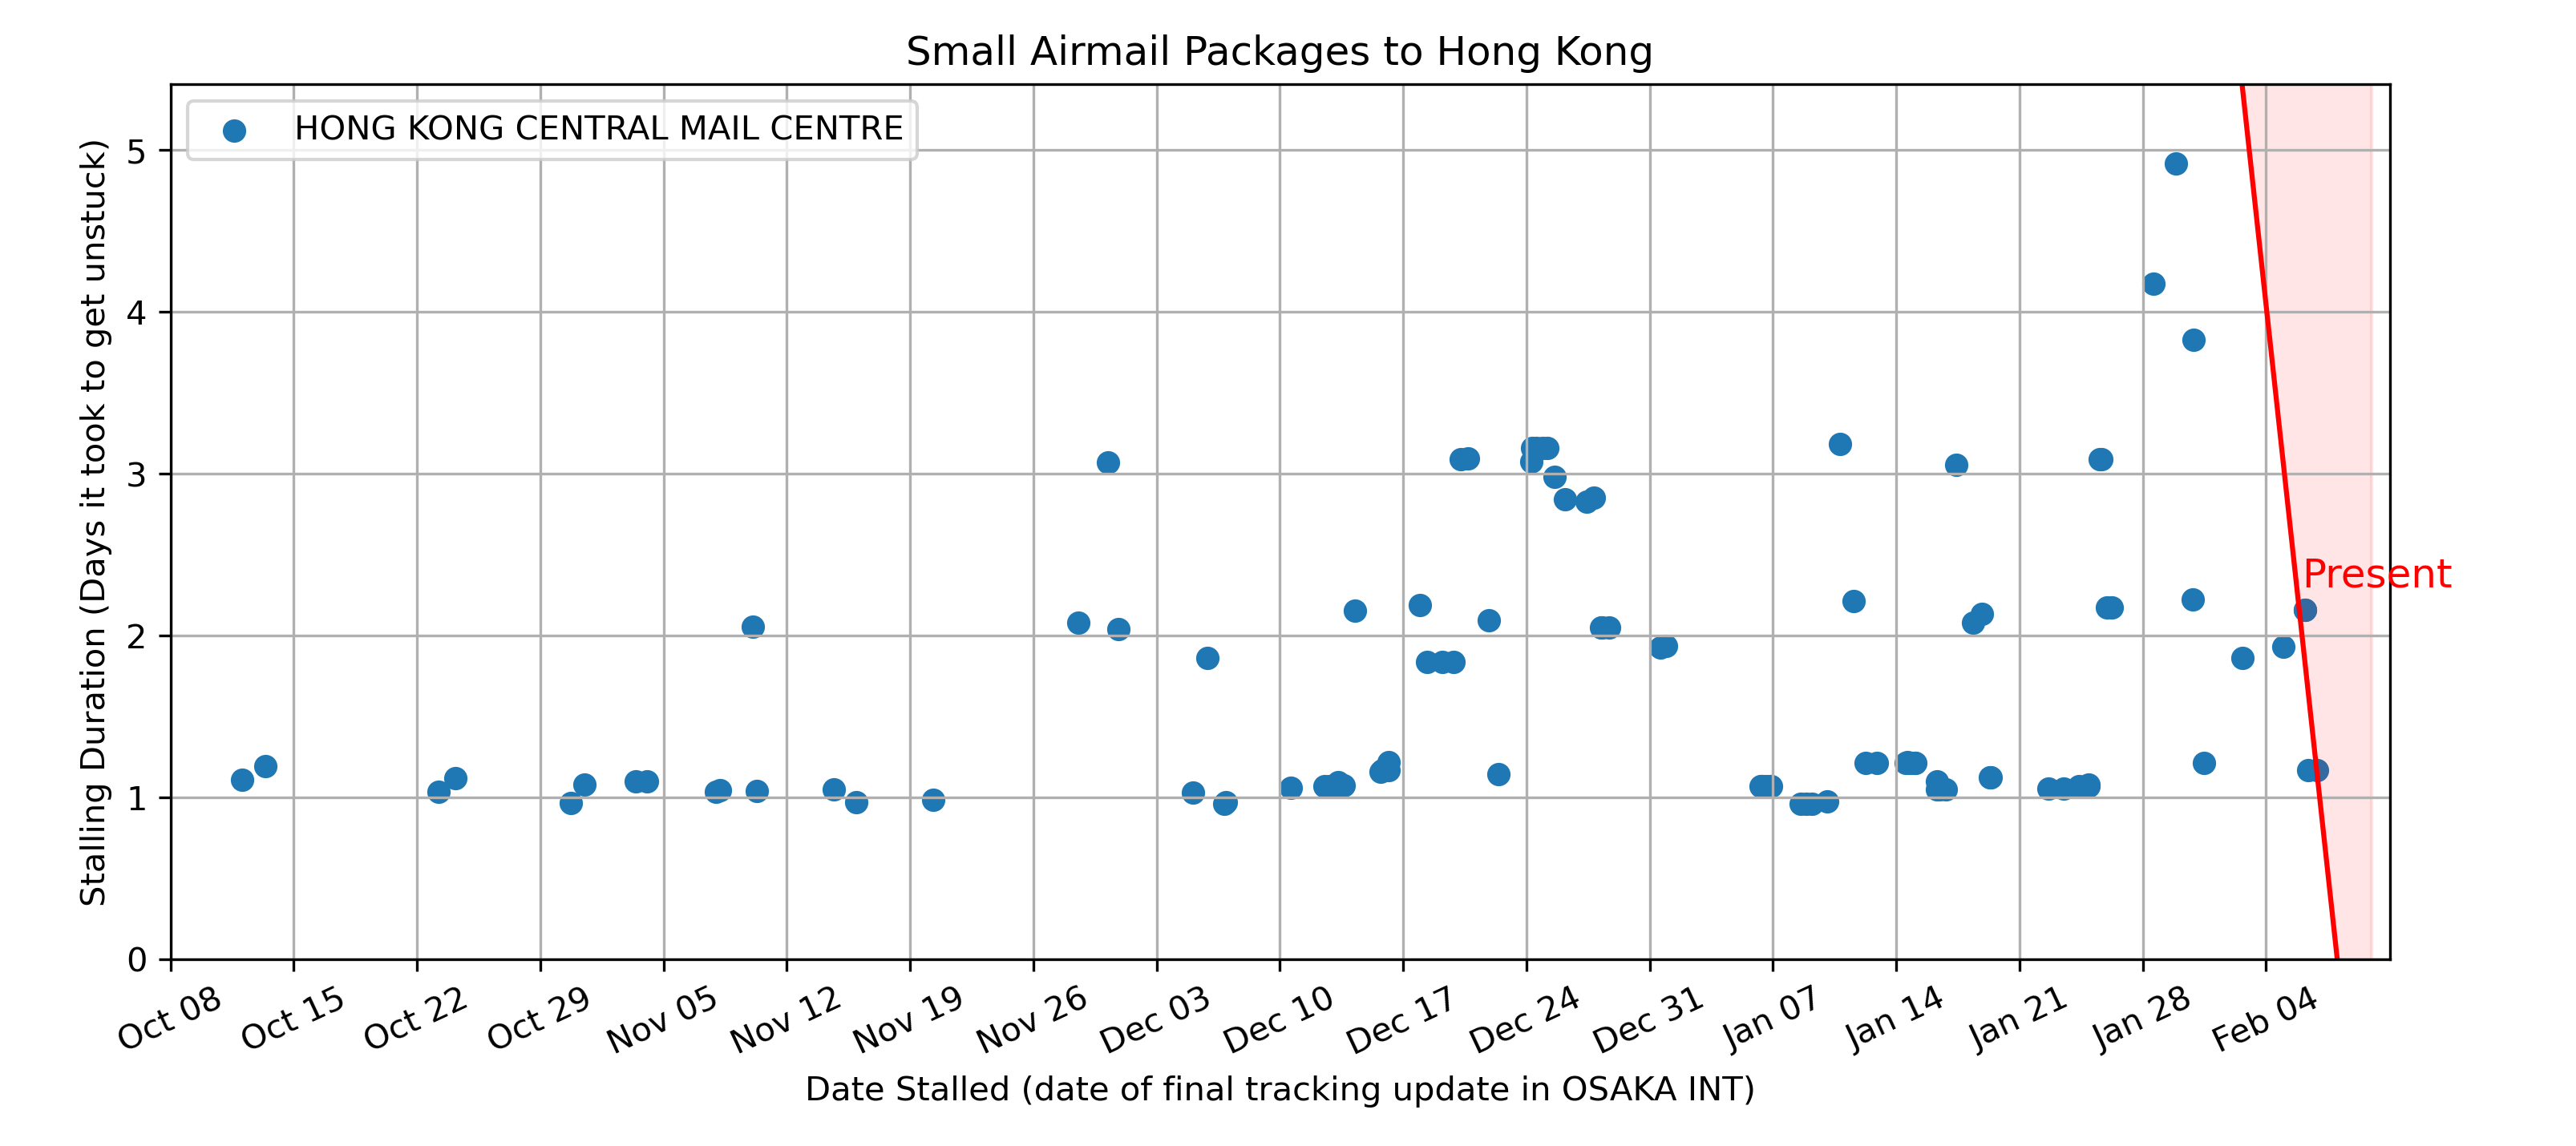 Small Airmail Packages to Hong Kong
HONG KONG CENTRAL MAIL CENTRE
Stalling Duration (Days it took to get unstuck)
5
4
3
2
1
0
Present
Oct 08
Oct 15
Oct 22
Oct 29
Nov 05
Nov 12
Nov 19
Nov 26
Dec 03
Dec 10
Dec 17
Dec 24
Dec 31
Jan 07
Jan 14
Jan 21
Jan 28
Feb 04
Date Stalled (date of final tracking update in OSAKA INT)